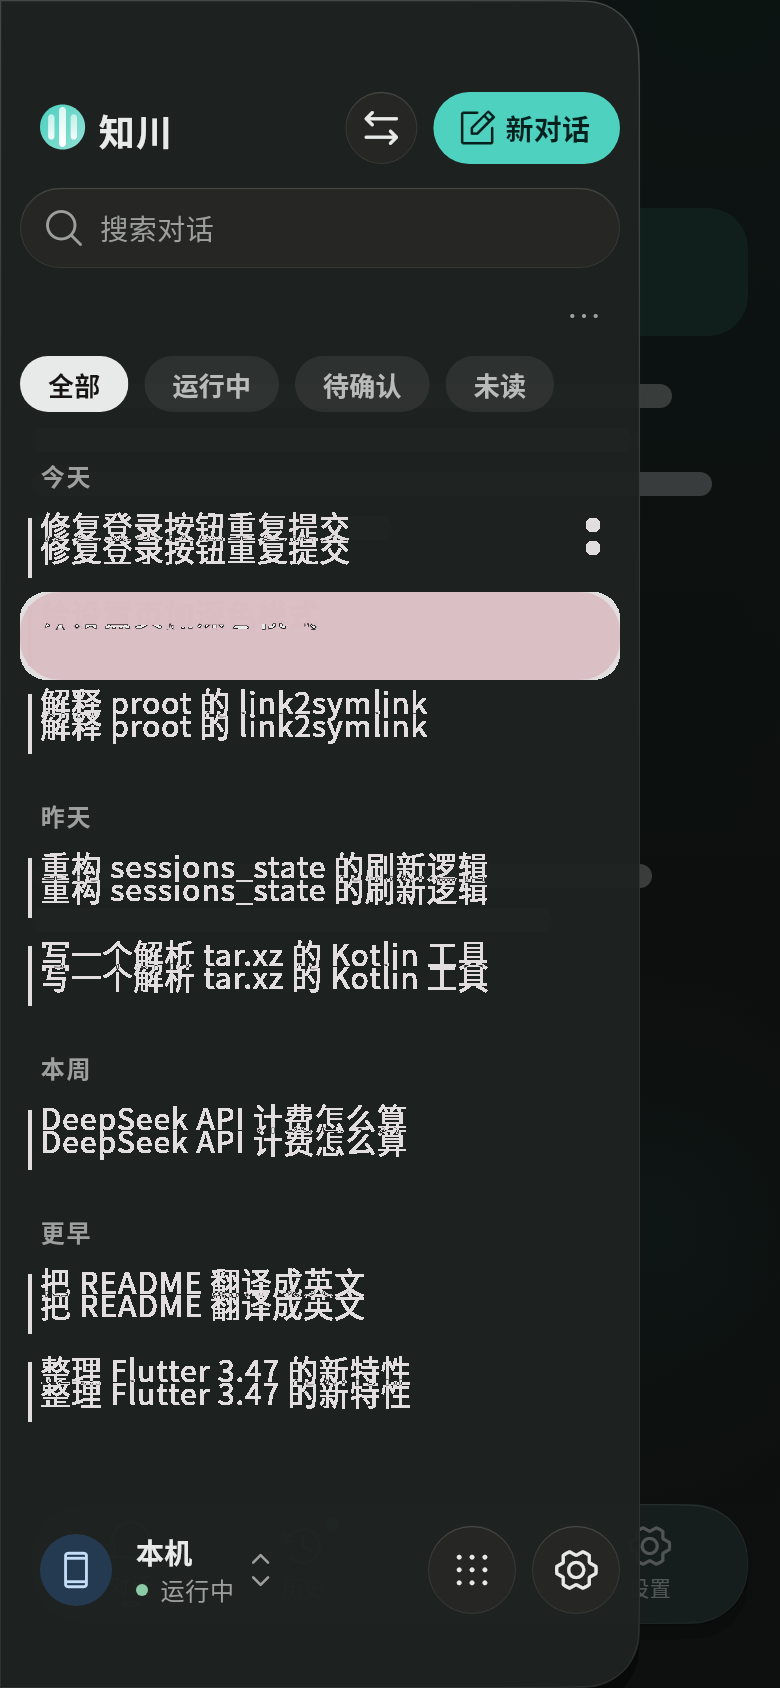 知川
新对话
搜索对话
...
全部 运行中 待确认 未读
今天
修复登录按钮重复提交
修复登录按钮重复提交
解释 proot 的 link2symlink
解释 proot 的 link2symlink
昨天
重构 sessions_state 的刷新逻辑
重构 sessions_state 的刷新逻辑
写一个解析 tar.xz 的 Kotlin 工具
写一个解析 tar.xz 的 Kotlin 工具
本周
DeepSeek API 计费怎么算
DeepSeek API 计费怎么算
更早
把 README 翻译成英文
把 README 翻译成英文
整理 Flutter 3.47 的新特性
整理 Flutter 3.47 的新特性
本机
运行中
设置